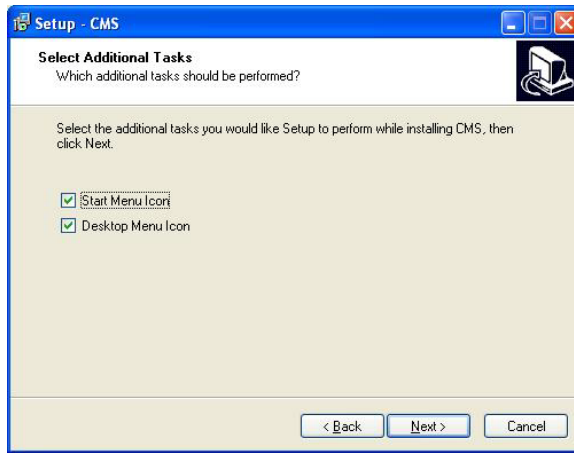 Setup - CMS
Select Additional Tasks
Which additional tasks should be performed?
Select the additional tasks you would like Setup to perform while installing CMS, then
click Next.
Start Menu Icon
Desktop Menu Icon
< Back
Next >
Cancel